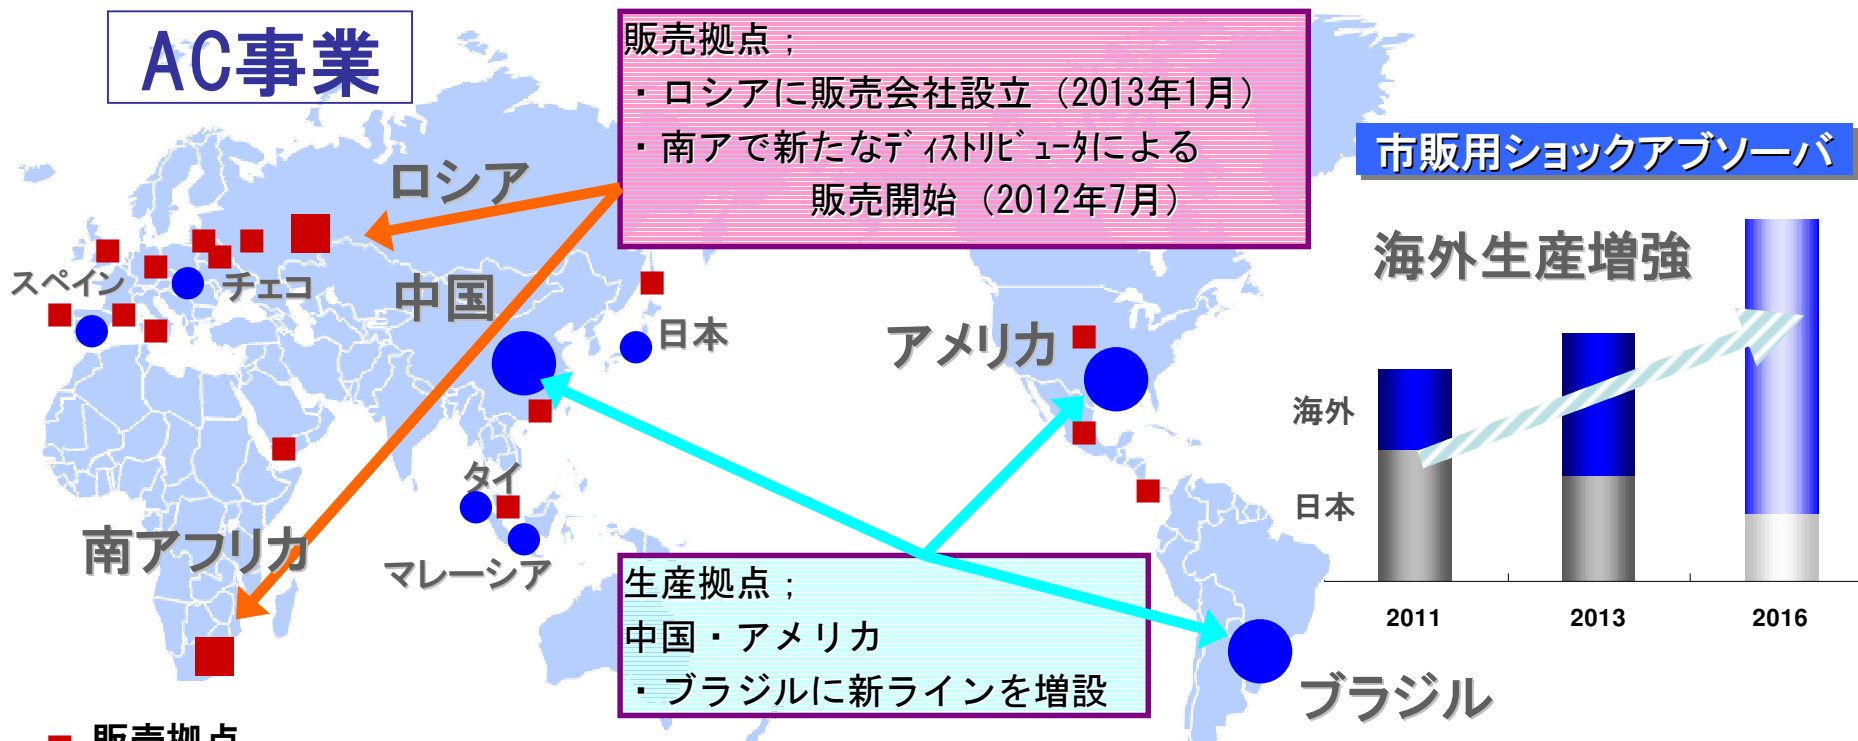 AC事業
販売拠点；
・ロシアに販売会社設立（2013年1月）
・南アで新たなﾃﾞｨｽﾄﾘﾋﾞｭｰﾀによる
販売開始（2012年7月）
市販用ショックアブソーバ
海外生産増強
ロシア
スペイン
チェコ
中国
日本
アメリカ
タイ
南アフリカ
マレーシア
生産拠点；
中国・アメリカ
・ブラジルに新ラインを増設
ブラジル
海外
日本
2011
2013
2016
販売拠点